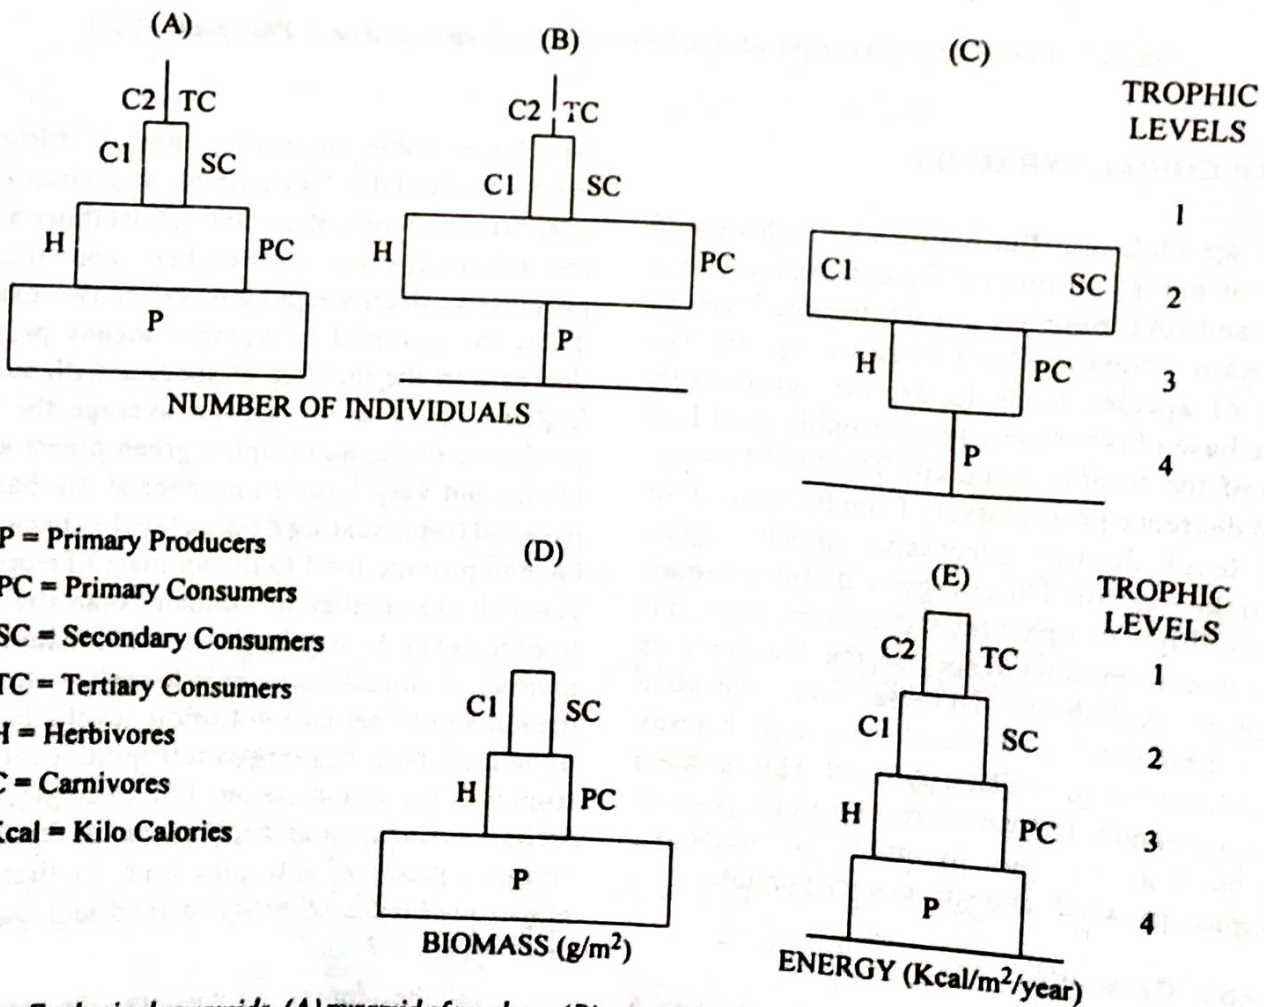 (A)
C2 TC
C1 SC
H PC
P
(B)
C2 TC
C1 SC
H PC
P
NUMBER OF INDIVIDUALS
(C)
C1 SC
H PC
P
TROPHIC
LEVELS
1
2
3
4
P = Primary Producers
PC = Primary Consumers
SC = Secondary Consumers
TC = Tertiary Consumers
H = Herbivores
C = Carnivores
Kcal = Kilo Calories
(D)
C1 SC
H PC
P
BIOMASS (g/m²)
(E)
C2 TC
C1 SC
H PC
P
ENERGY (Kcal/m²/year)
TROPHIC
LEVELS
1
2
3
4